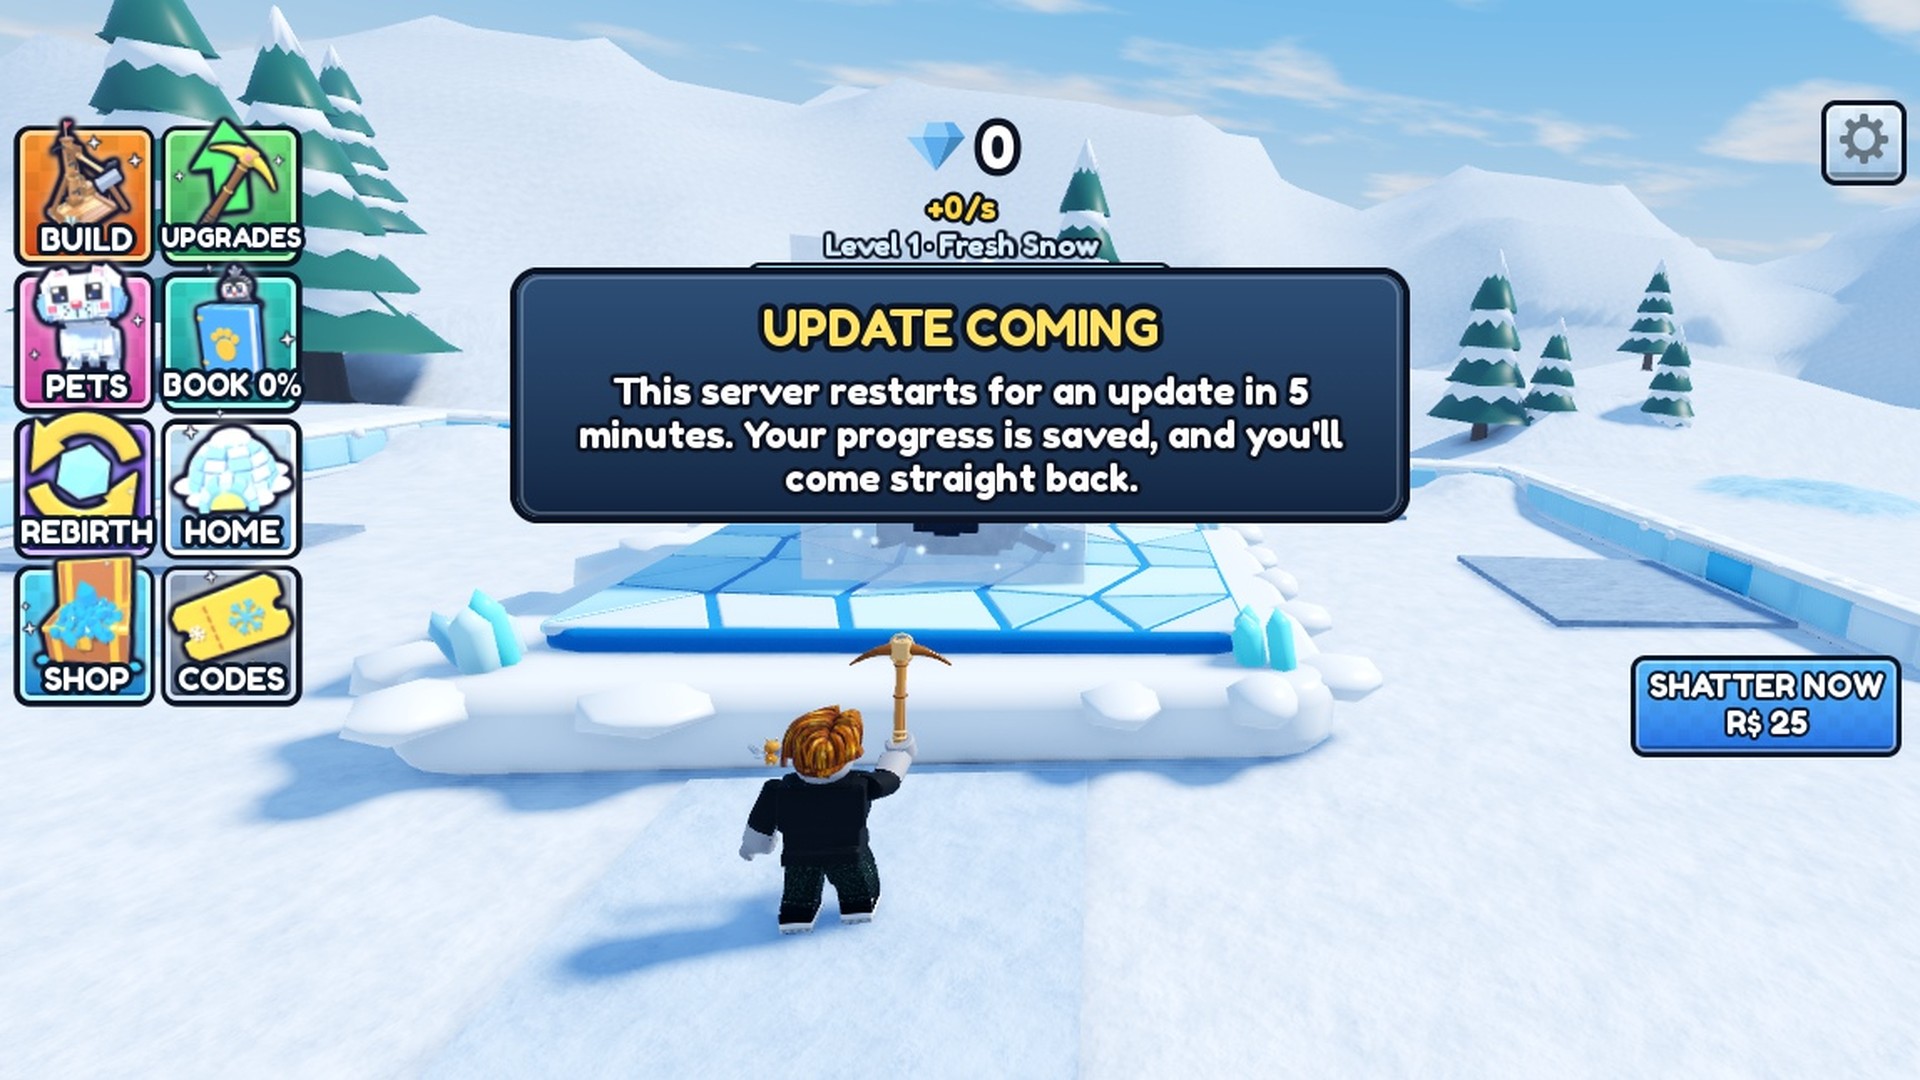 0
+0/s
Level 1 · Fresh Snow
BUILD
UPGRADES
PETS
BOOK 0%
REBIRTH
HOME
SHOP
CODES
UPDATE COMING
This server restarts for an update in 5
minutes. Your progress is saved, and you'll
come straight back.
SHATTER NOW
R$ 25